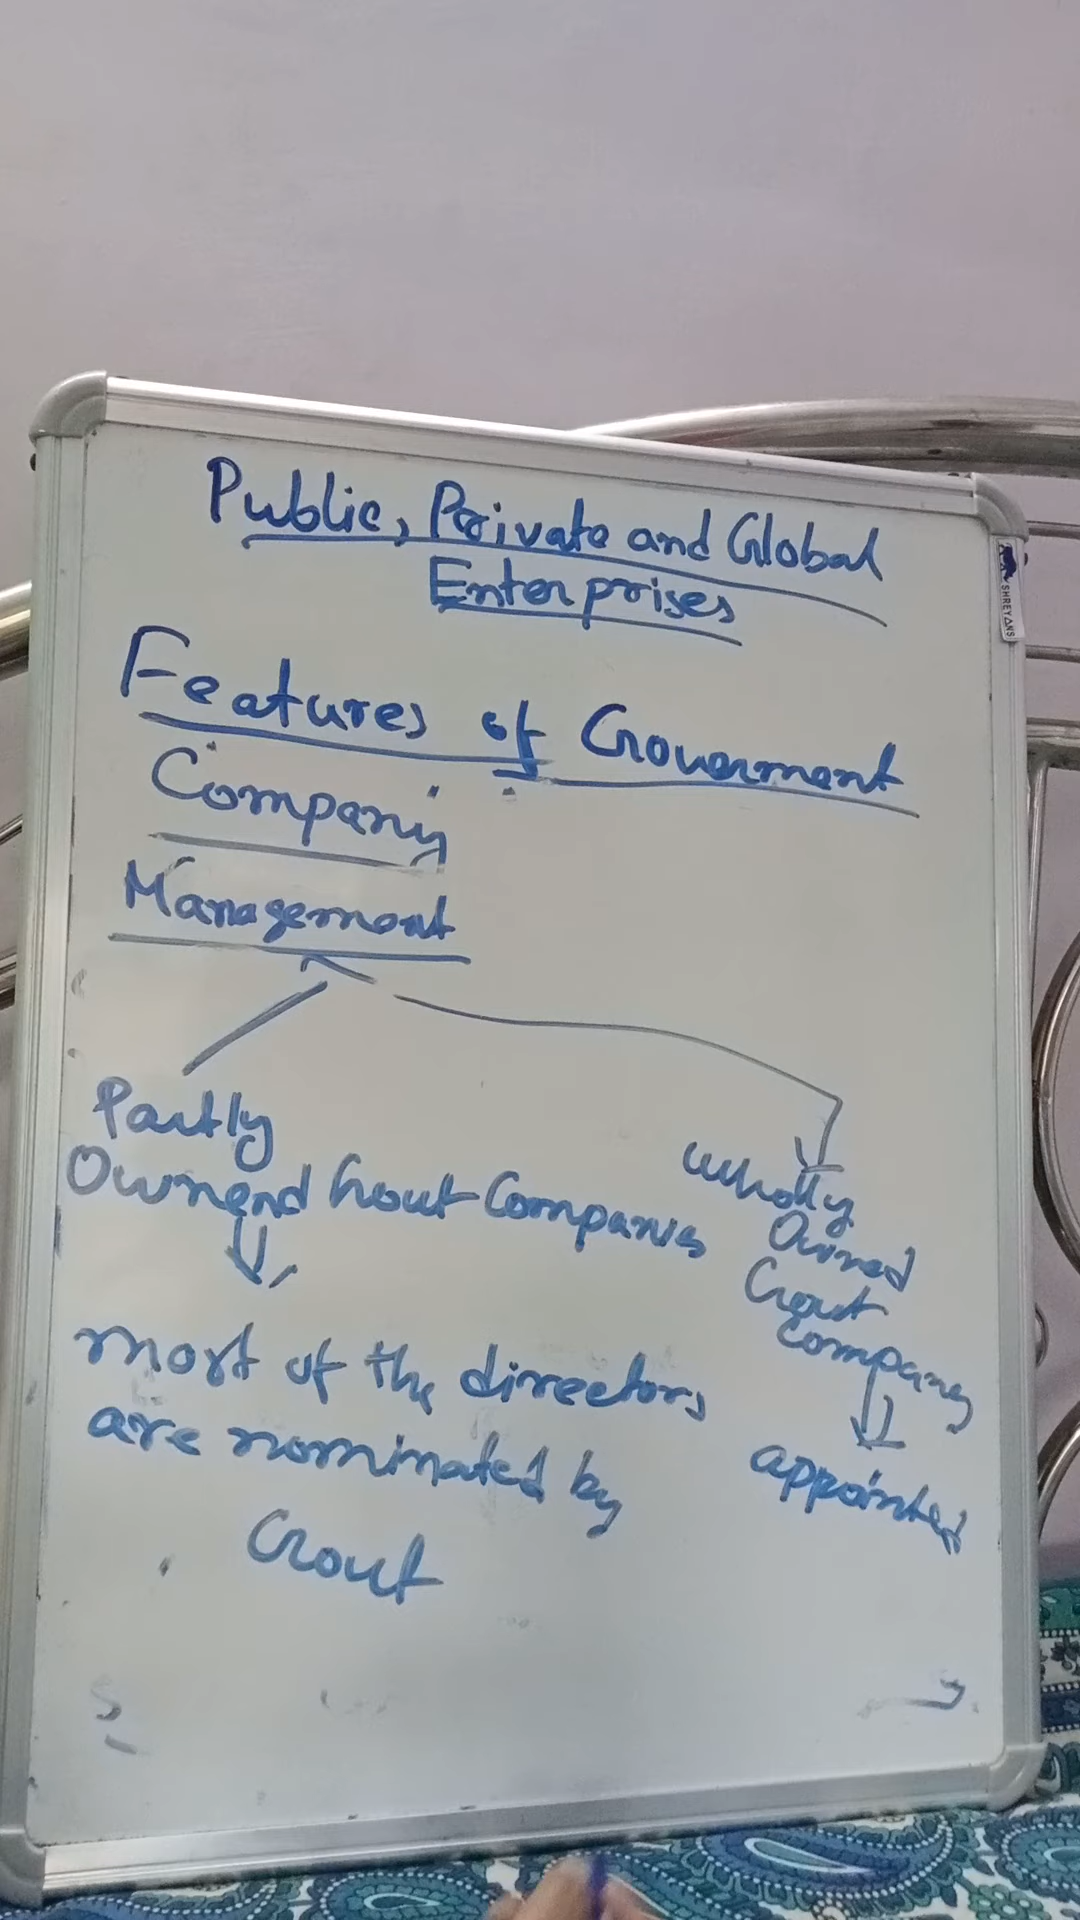 Public, Private and Global
Enterprises
Features of Goverment
Company
Management
Partly
Ownend Govt Companies
most of the directors
are nominated by
Govt
Wholly
Owned
Govt
Company
appointed
SHREYANS